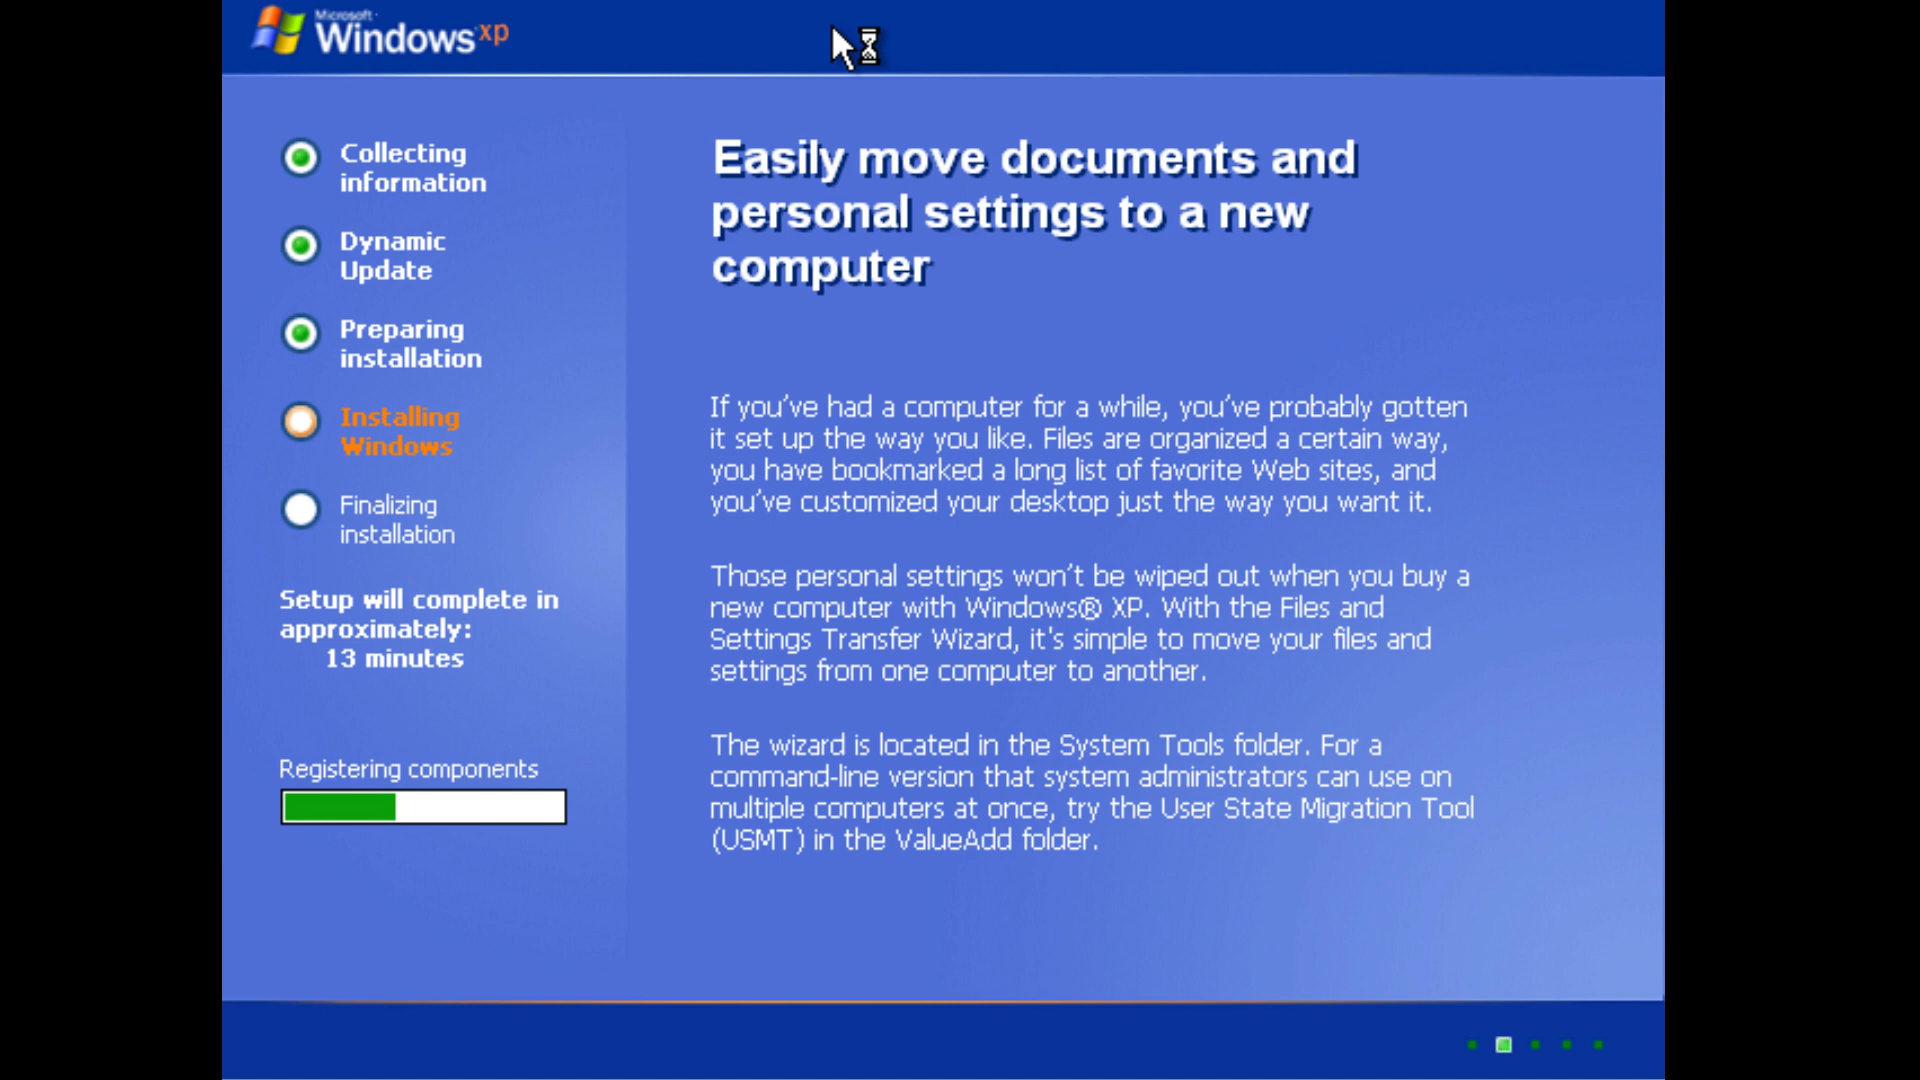 Microsoft
Windows xp
Collecting
information
Dynamic
Update
Preparing
installation
Installing
Windows
Finalizing
installation
Setup will complete in
approximately:
13 minutes
Registering components
Easily move documents and
personal settings to a new
computer
If you've had a computer for a while, you've probably gotten
it set up the way you like. Files are organized a certain way,
you have bookmarked a long list of favorite Web sites, and
you've customized your desktop just the way you want it.
Those personal settings won't be wiped out when you buy a
new computer with Windows® XP. With the Files and
Settings Transfer Wizard, it's simple to move your files and
settings from one computer to another.
The wizard is located in the System Tools folder. For a
command-line version that system administrators can use on
multiple computers at once, try the User State Migration Tool
(USMT) in the ValueAdd folder.